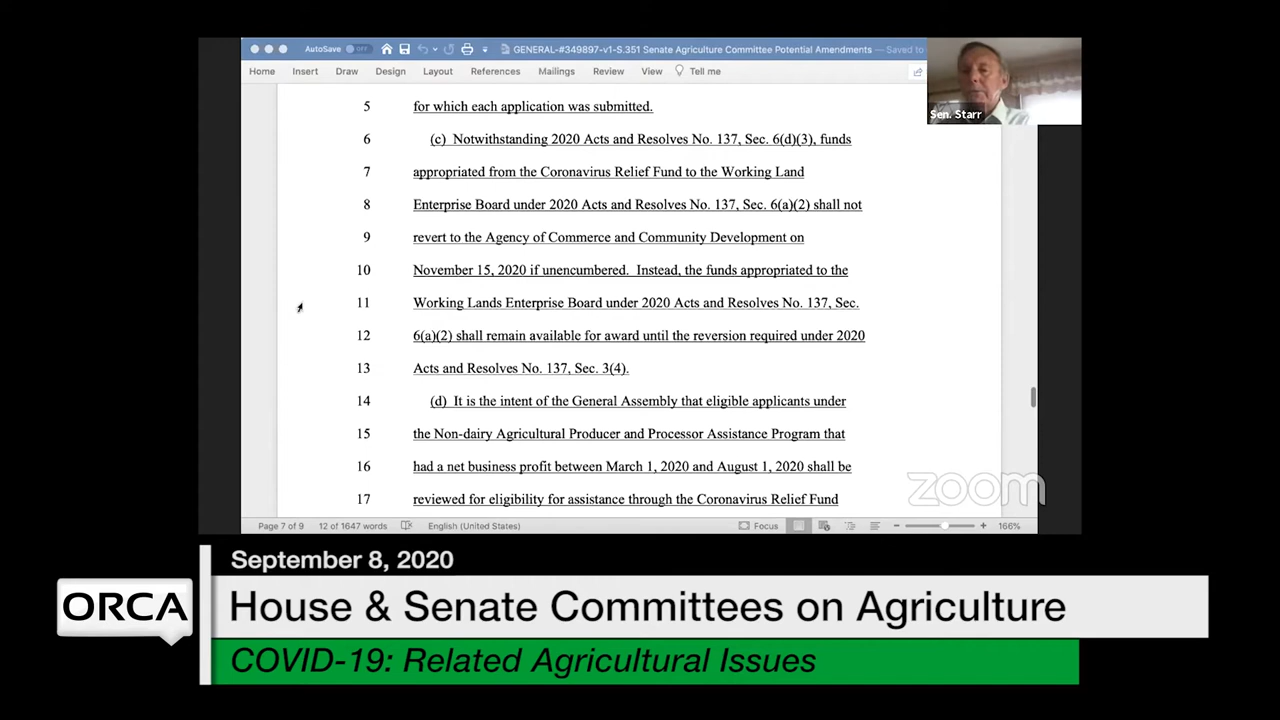 AutoSave OFF GENERAL-#349897-v1-S.351 Senate Agriculture Committee Potential Amendments — Saved to
Home Insert Draw Design Layout References Mailings Review View Tell me
Sen. Starr
5 for which each application was submitted.
6 (c) Notwithstanding 2020 Acts and Resolves No. 137, Sec. 6(d)(3), funds
7 appropriated from the Coronavirus Relief Fund to the Working Land
8 Enterprise Board under 2020 Acts and Resolves No. 137, Sec. 6(a)(2) shall not
9 revert to the Agency of Commerce and Community Development on
10 November 15, 2020 if unencumbered. Instead, the funds appropriated to the
11 Working Lands Enterprise Board under 2020 Acts and Resolves No. 137, Sec.
12 6(a)(2) shall remain available for award until the reversion required under 2020
13 Acts and Resolves No. 137, Sec. 3(4).
14 (d) It is the intent of the General Assembly that eligible applicants under
15 the Non-dairy Agricultural Producer and Processor Assistance Program that
16 had a net business profit between March 1, 2020 and August 1, 2020 shall be
17 reviewed for eligibility for assistance through the Coronavirus Relief Fund
zoom
Page 7 of 9 12 of 1647 words English (United States) Focus 166%
September 8, 2020
ORCA
House & Senate Committees on Agriculture
COVID-19: Related Agricultural Issues